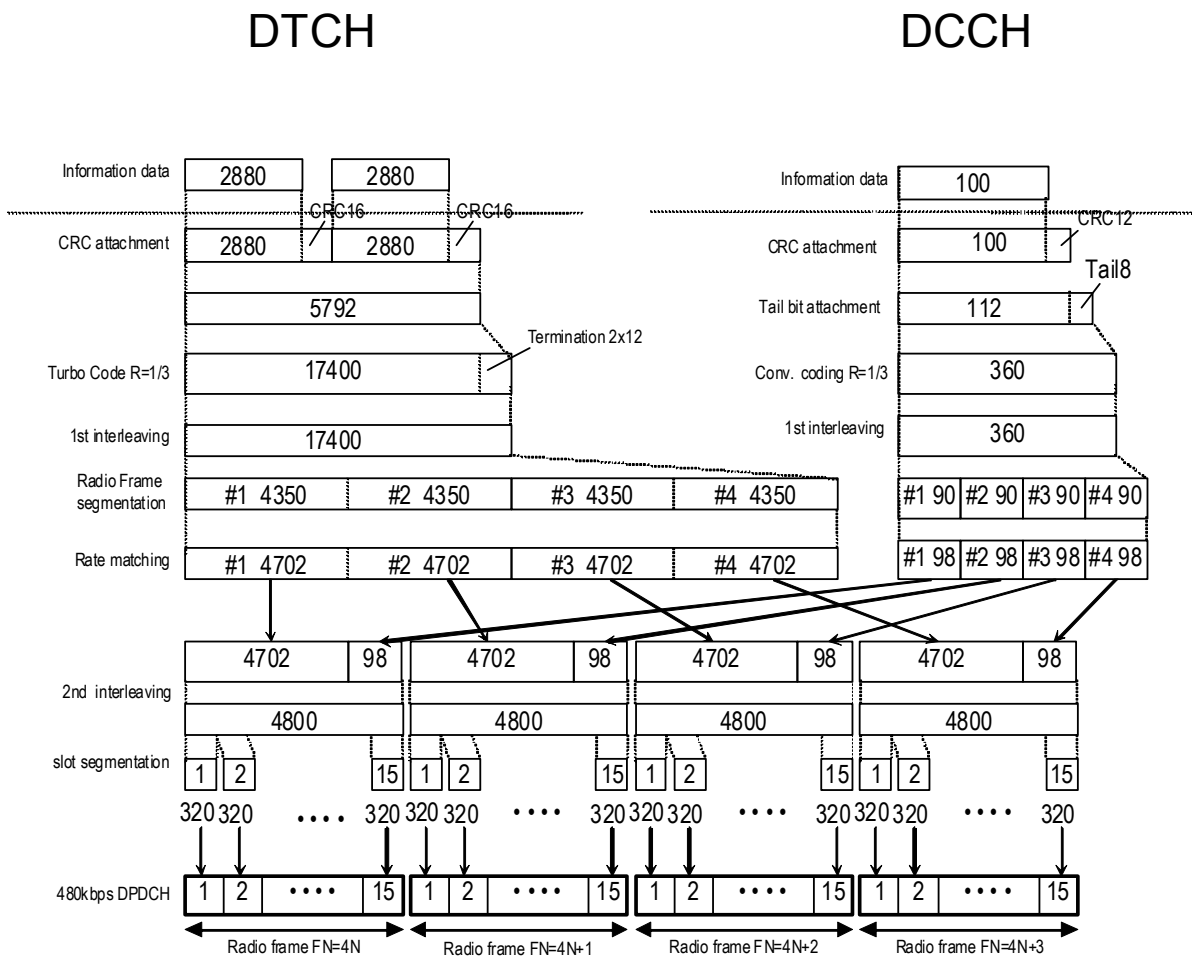 DTCH DCCH
Information data 2880 2880
Information data 100
CRC16 CRC16
CRC12
CRC attachment 2880 2880
CRC attachment 100
Tail8
5792
Tail bit attachment 112
Termination 2x12
Turbo Code R=1/3 17400
Conv. coding R=1/3 360
1st interleaving 17400
1st interleaving 360
Radio Frame segmentation #1 4350 #2 4350 #3 4350 #4 4350
#1 90 #2 90 #3 90 #4 90
Rate matching #1 4702 #2 4702 #3 4702 #4 4702
#1 98 #2 98 #3 98 #4 98
4702 98 4702 98 4702 98 4702 98
2nd interleaving
4800 4800 4800 4800
slot segmentation 1 2 15 1 2 15 1 2 15 1 2 15
320 320 •••• 320 320 320 •••• 320 320 320 •••• 320 320 320 •••• 320
480kbps DPDCH 1 2 •••• 15 1 2 •••• 15 1 2 •••• 15 1 2 •••• 15
Radio frame FN=4N Radio frame FN=4N+1 Radio frame FN=4N+2 Radio frame FN=4N+3